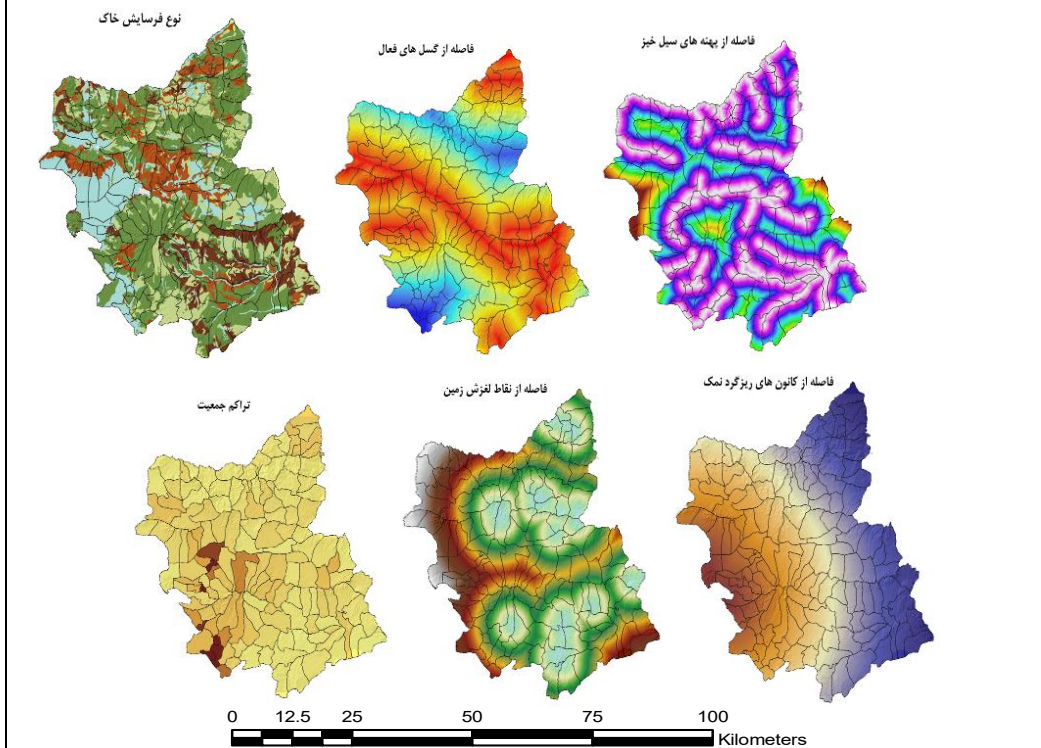 نوع فرسایش خاک
فاصله از گسل های فعال
فاصله از پهنه های سیل خیز
تراکم جمعیت
فاصله از نقاط لغزش زمین
فاصله از کانون های ریزگرد نمک
0 12.5 25 50 75 100
Kilometers